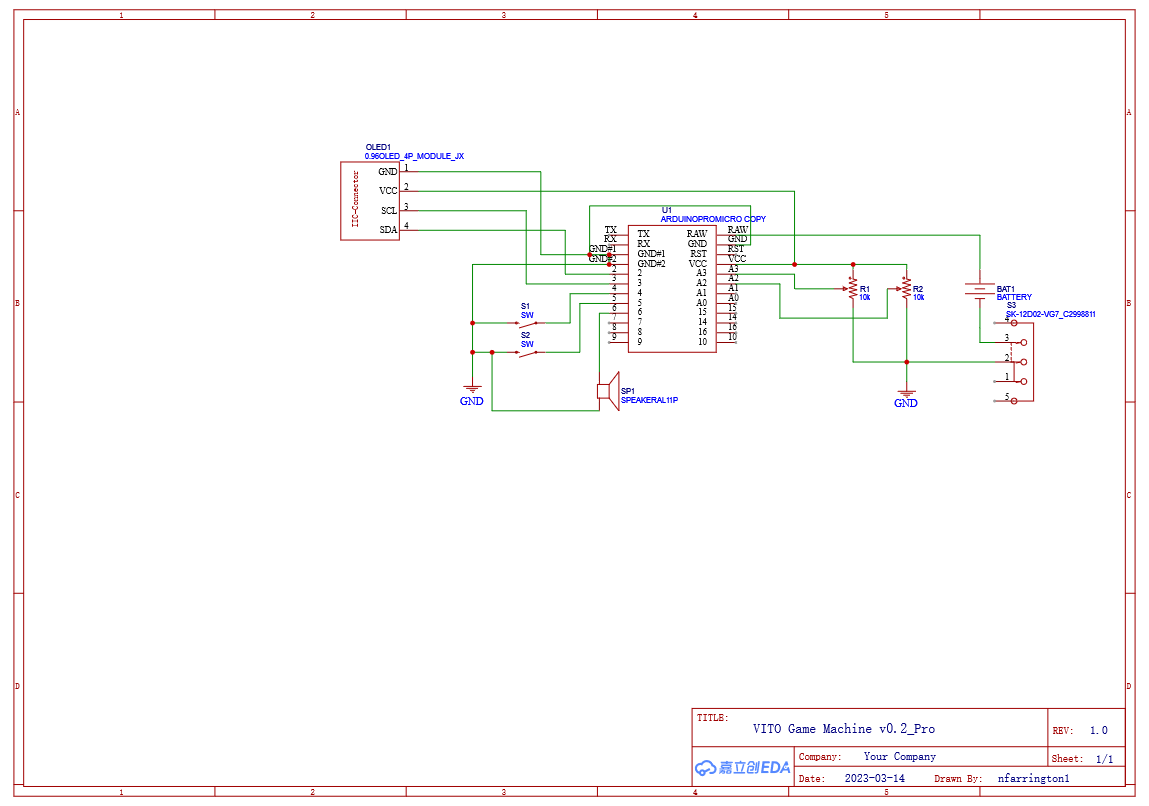 1 2 3 4 5
A A
OLED1
0.96OLED_4P_MODULE_JX
IIC-Connector
GND 1
VCC 2
SCL 3
SDA 4
U1
ARDUINOPROMICRO COPY
TX TX RAW RAW
RX RX GND GND
GND#1 GND#1 RST RST
GND#2 GND#2 VCC VCC
2 2 A3 A3
3 3 A2 A2
4 4 A1 A1
5 5 A0 A0
6 6 15 15
7 7 14 14
8 8 16 16
9 9 10 10
B B
S1
SW
S2
SW
R1
10k
R2
10k
BAT1
BATTERY
S3
SK-12D02-VG7_C2998811
4
3
2
1
5
SP1
SPEAKERAL11P
GND
GND
C C
D D
TITLE:
VITO Game Machine v0.2_Pro
REV: 1.0
嘉立创EDA
Company: Your Company
Sheet: 1/1
Date: 2023-03-14 Drawn By: nfarrington1
1 2 3 4 5